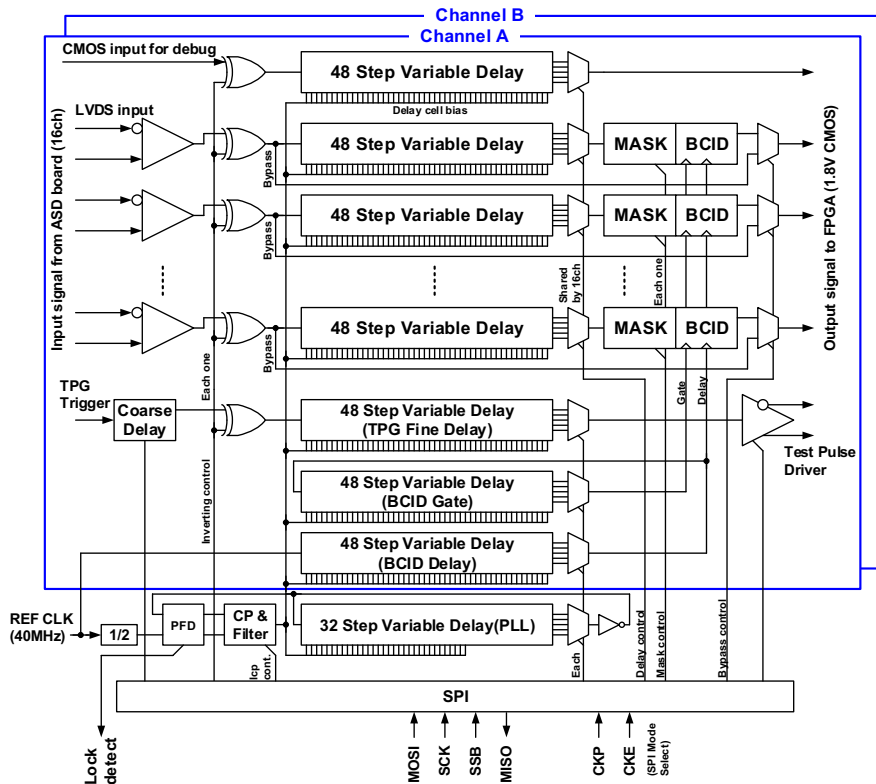 Channel B
Channel A
CMOS input for debug
48 Step Variable Delay
Delay cell bias
LVDS input
Input signal from ASD board (16ch)
48 Step Variable Delay
MASK
BCID
Bypass
48 Step Variable Delay
MASK
BCID
Bypass
Shared
by 16ch
Each one
Output signal to FPGA (1.8V CMOS)
48 Step Variable Delay
MASK
BCID
Bypass
Each one
Gate
Delay
TPG
Trigger
Coarse
Delay
48 Step Variable Delay
(TPG Fine Delay)
Test Pulse
Driver
48 Step Variable Delay
(BCID Gate)
Inverting control
48 Step Variable Delay
(BCID Delay)
REF CLK
(40MHz)
1/2
PFD
CP &
Filter
32 Step Variable Delay(PLL)
Icp
cont.
Each
Delay control
Mask control
Bypass control
SPI
Lock
detect
MOSI
SCK
SSB
MISO
CKP
CKE
(SPI Mode
Select)